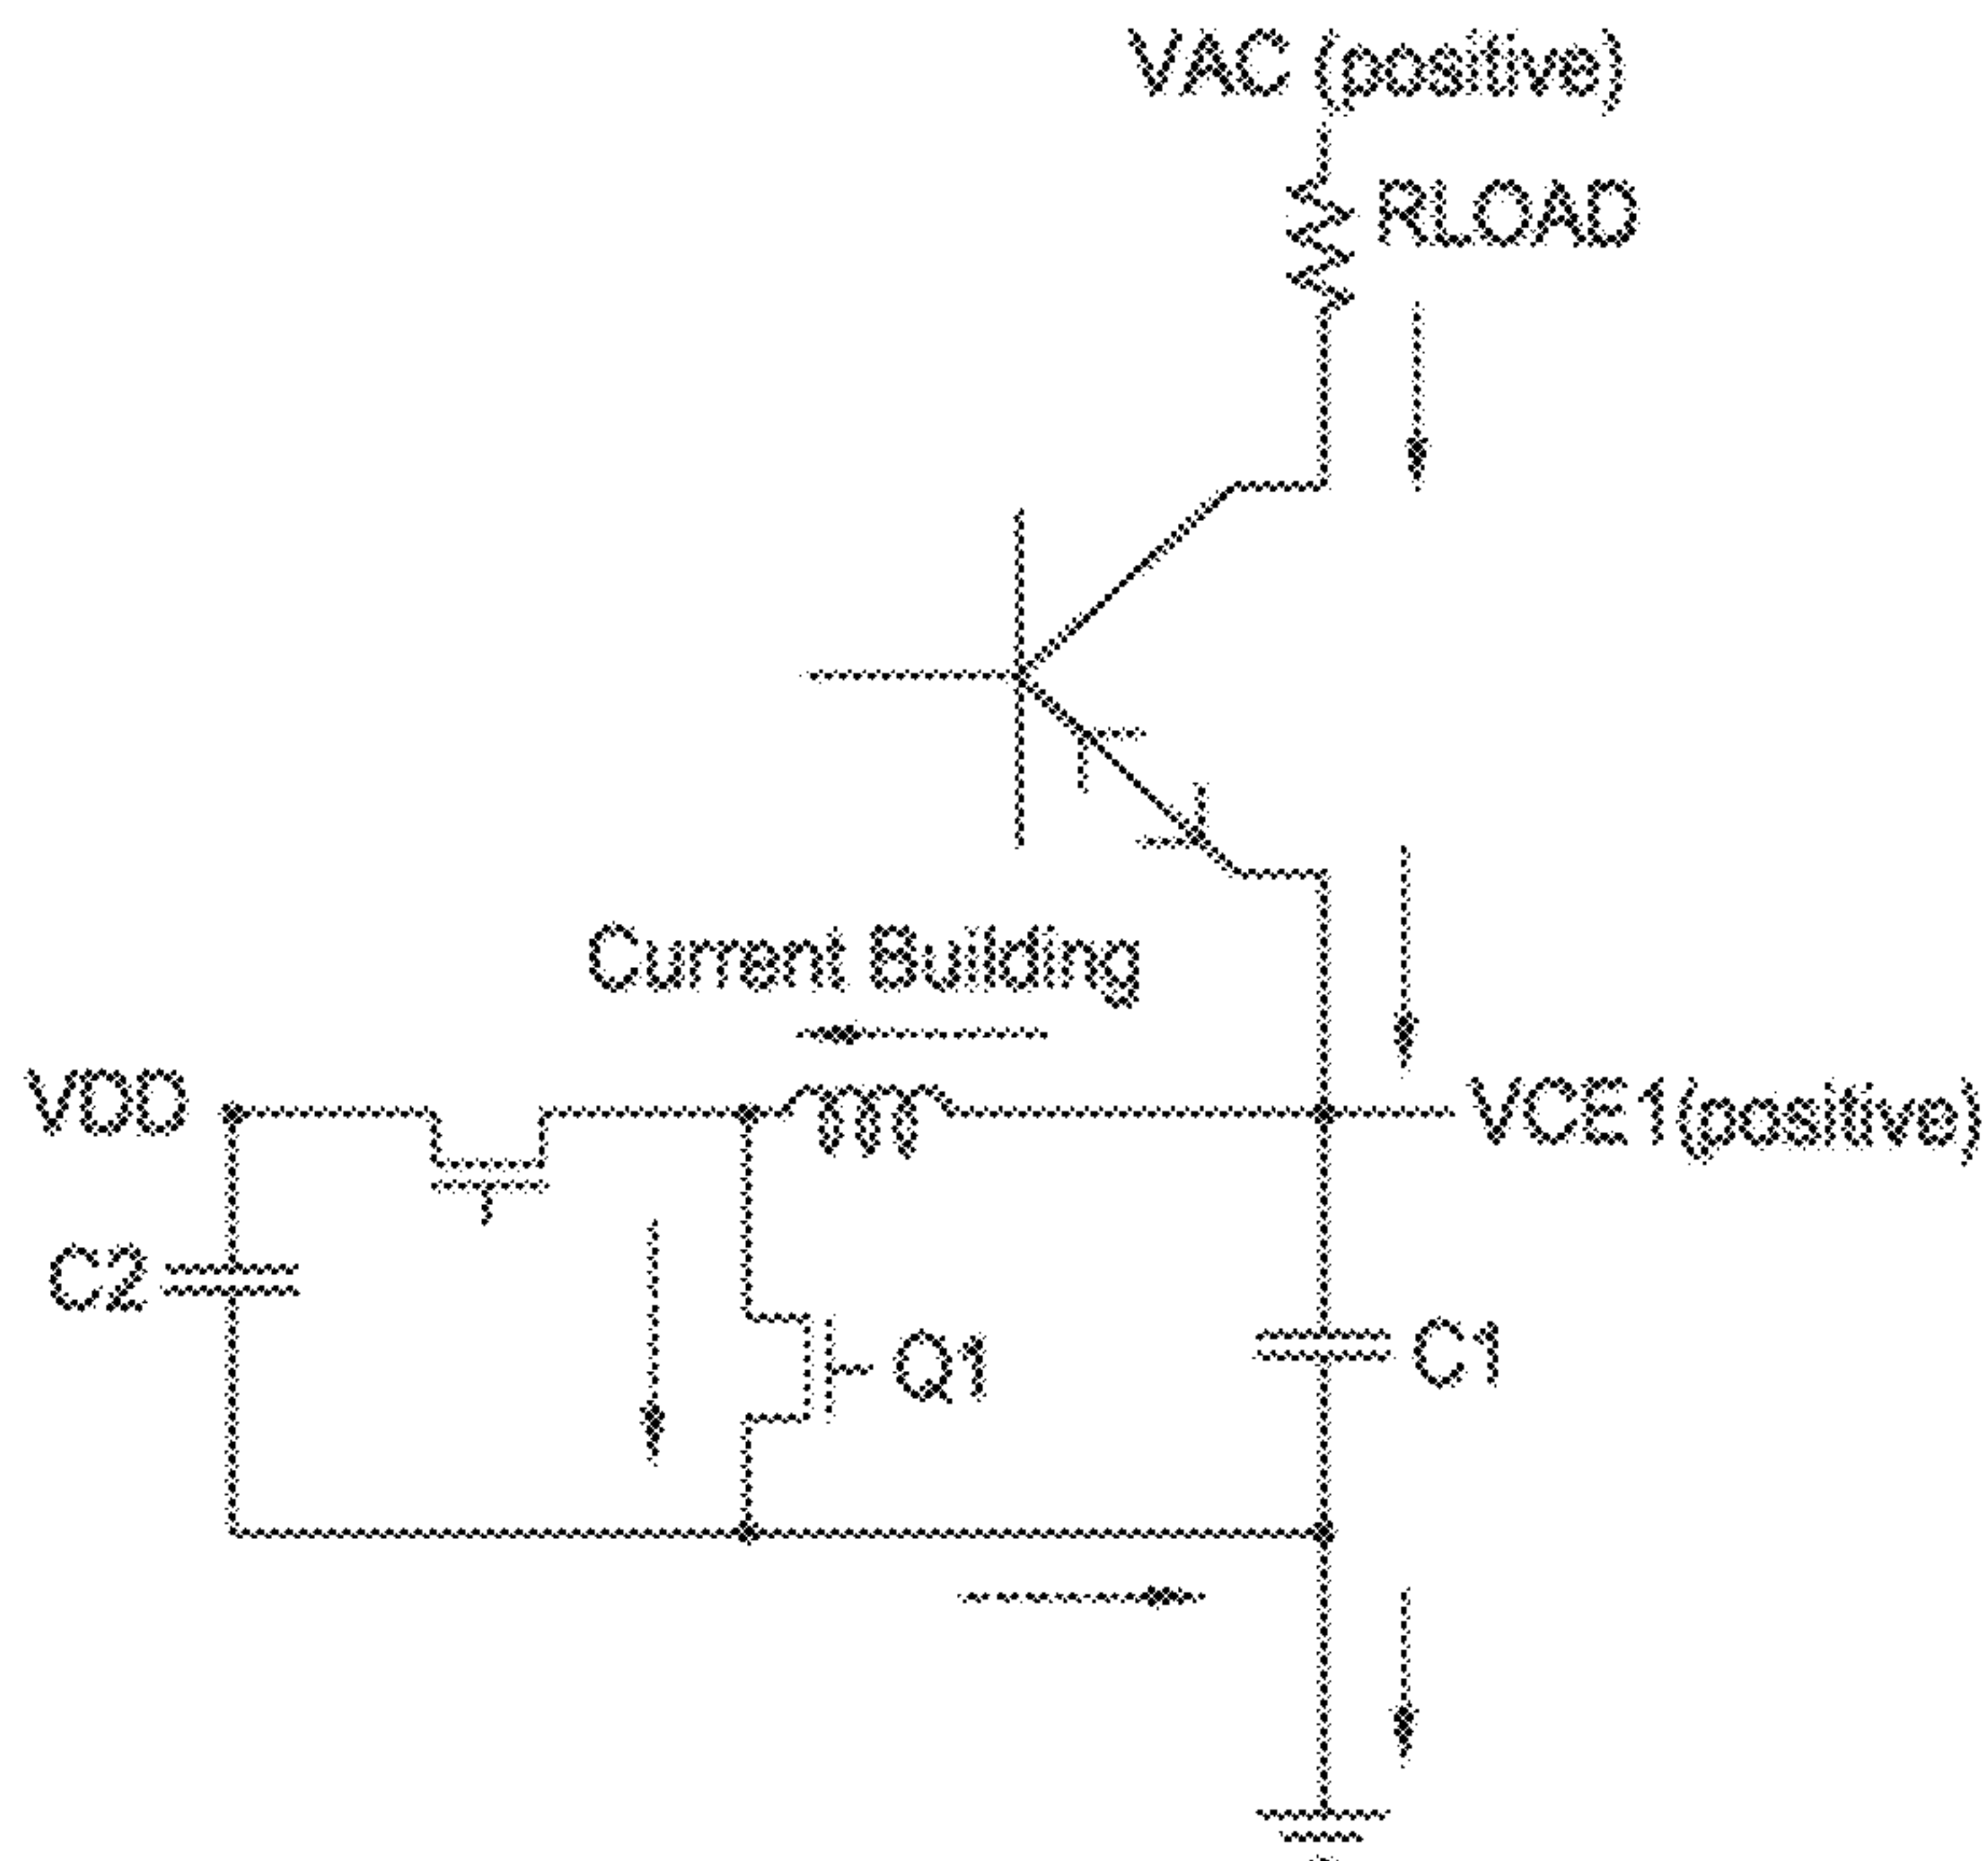 VAC (positive)
RLOAD
Current Building
VDD
VCE1(positive)
C2
Q1
C1